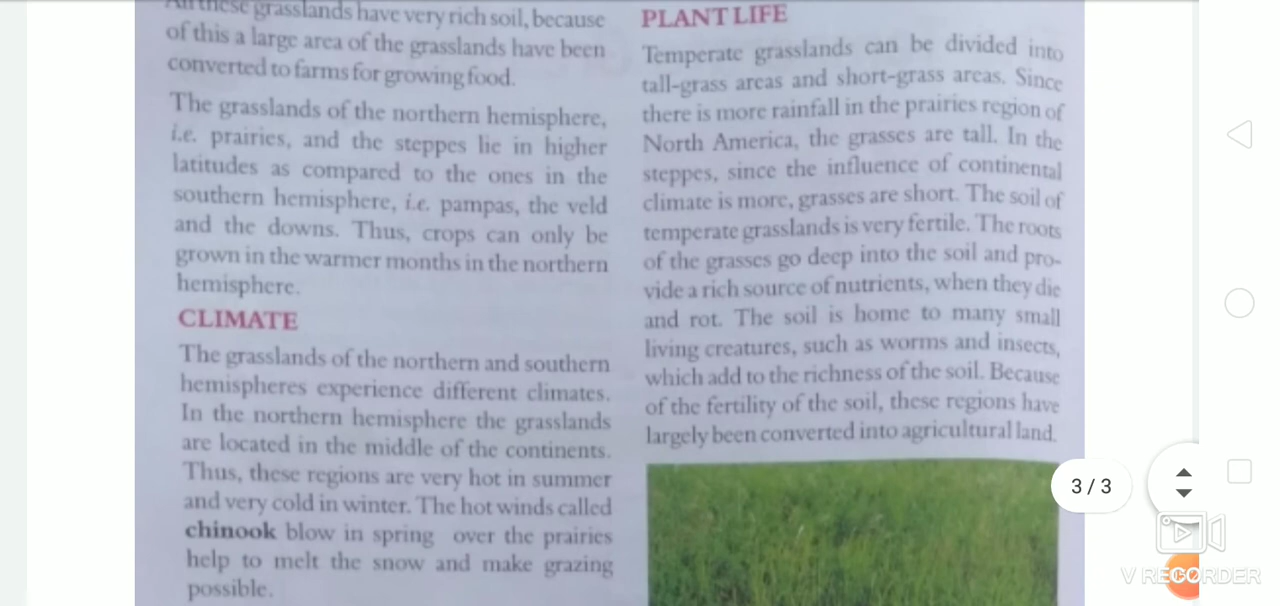 All these grasslands have very rich soil, because
of this a large area of the grasslands have been
converted to farms for growing food.
The grasslands of the northern hemisphere,
i.e. prairies, and the steppes lie in higher
latitudes as compared to the ones in the
southern hemisphere, i.e. pampas, the veld
and the downs. Thus, crops can only be
grown in the warmer months in the northern
hemisphere.
CLIMATE
The grasslands of the northern and southern
hemispheres experience different climates.
In the northern hemisphere the grasslands
are located in the middle of the continents.
Thus, these regions are very hot in summer
and very cold in winter. The hot winds called
chinook blow in spring over the prairies
help to melt the snow and make grazing
possible.
PLANT LIFE
Temperate grasslands can be divided into
tall-grass areas and short-grass areas. Since
there is more rainfall in the prairies region of
North America, the grasses are tall. In the
steppes, since the influence of continental
climate is more, grasses are short. The soil of
temperate grasslands is very fertile. The roots
of the grasses go deep into the soil and pro-
vide a rich source of nutrients, when they die
and rot. The soil is home to many small
living creatures, such as worms and insects,
which add to the richness of the soil. Because
of the fertility of the soil, these regions have
largely been converted into agricultural land.
3 / 3
V RECORDER